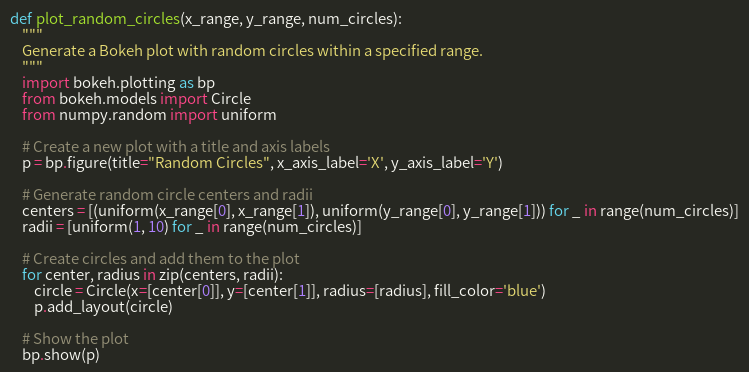 def plot_random_circles(x_range, y_range, num_circles):
    """
    Generate a Bokeh plot with random circles within a specified range.
    """
    import bokeh.plotting as bp
    from bokeh.models import Circle
    from numpy.random import uniform

    # Create a new plot with a title and axis labels
    p = bp.figure(title="Random Circles", x_axis_label='X', y_axis_label='Y')

    # Generate random circle centers and radii
    centers = [(uniform(x_range[0], x_range[1]), uniform(y_range[0], y_range[1])) for _ in range(num_circles)]
    radii = [uniform(1, 10) for _ in range(num_circles)]

    # Create circles and add them to the plot
    for center, radius in zip(centers, radii):
        circle = Circle(x=[center[0]], y=[center[1]], radius=[radius], fill_color='blue')
        p.add_layout(circle)

    # Show the plot
    bp.show(p)